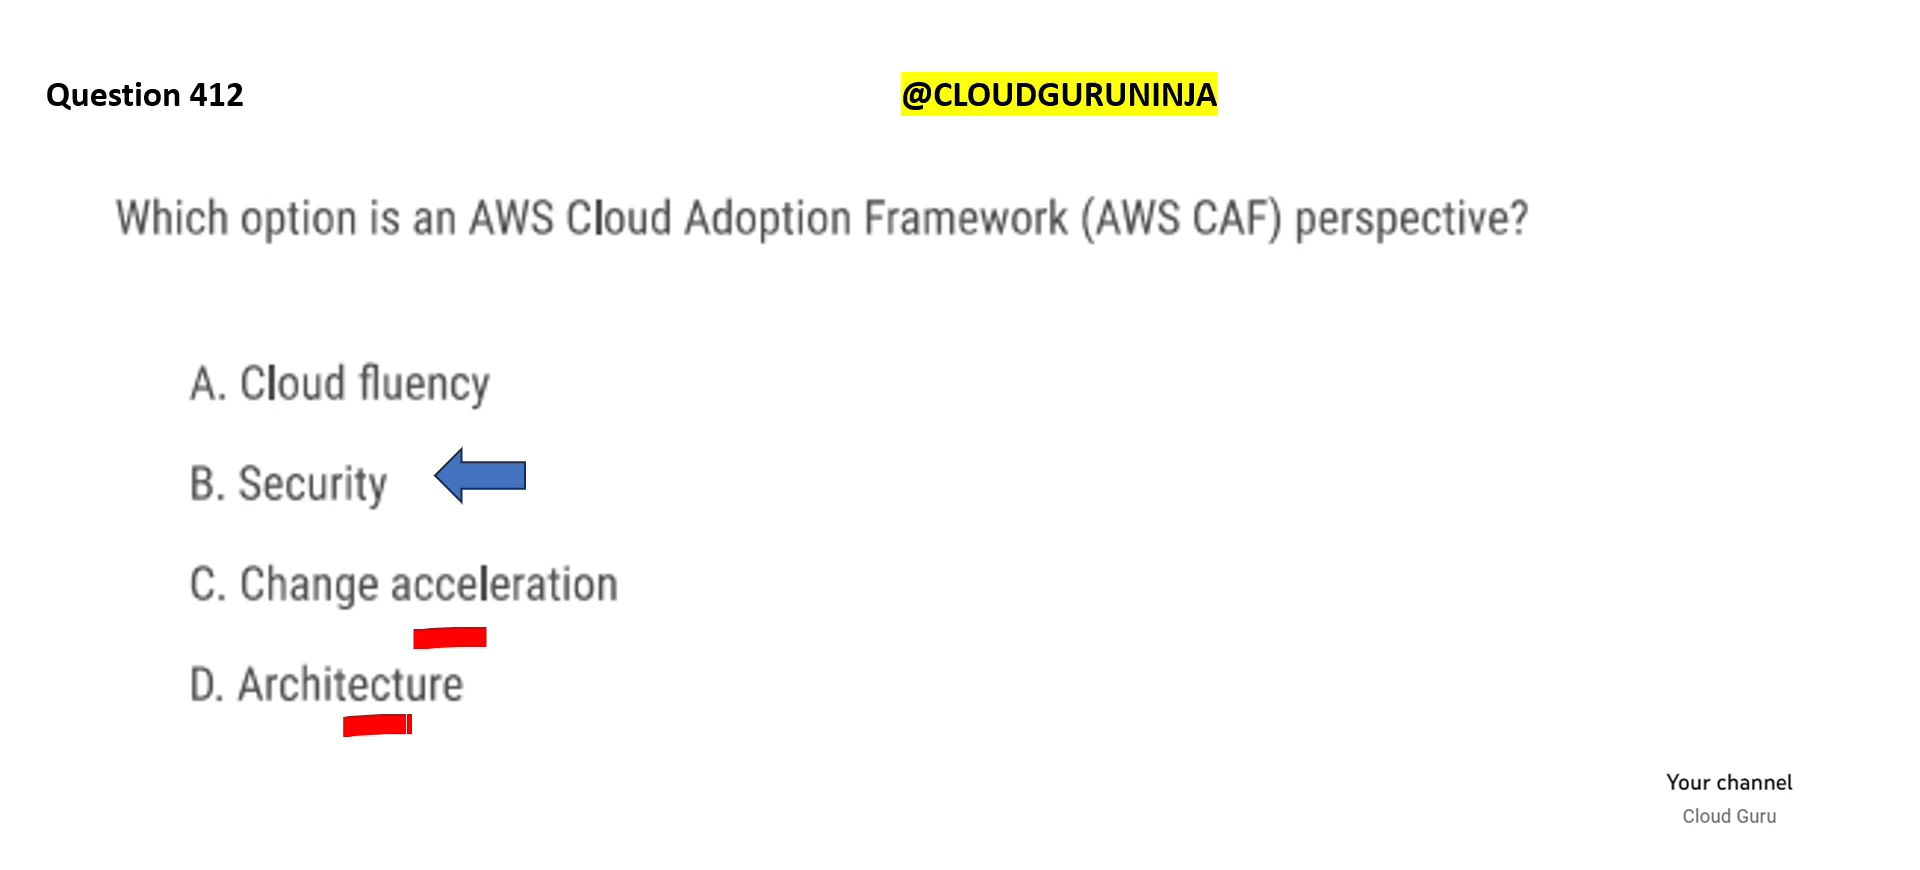 Question 412
@CLOUDGURUNINJA
Which option is an AWS Cloud Adoption Framework (AWS CAF) perspective?
A. Cloud fluency
B. Security
C. Change acceleration
D. Architecture
Your channel
Cloud Guru